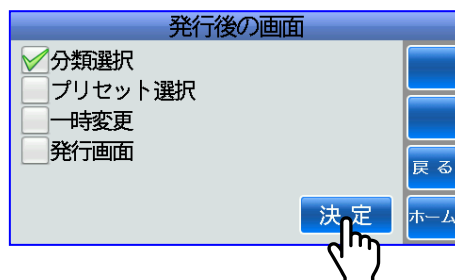 発行後の画面
分類選択
プリセット選択
一時変更
発行画面
戻る
決定
ホーム